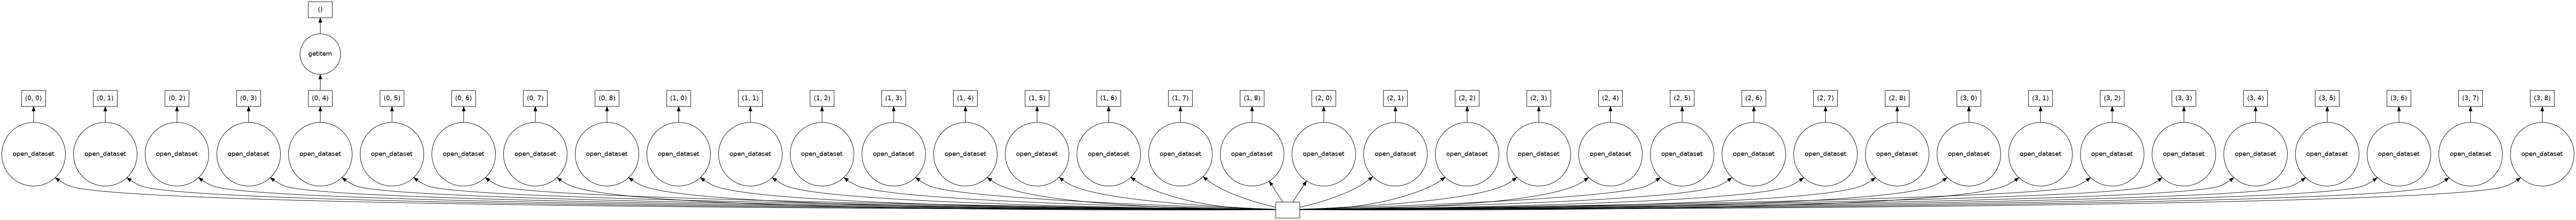 ()
getitem
(0, 0) (0, 1) (0, 2) (0, 3) (0, 4) (0, 5) (0, 6) (0, 7) (0, 8) (1, 0) (1, 1) (1, 2) (1, 3) (1, 4) (1, 5) (1, 6) (1, 7) (1, 8) (2, 0) (2, 1) (2, 2) (2, 3) (2, 4) (2, 5) (2, 6) (2, 7) (2, 8) (3, 0) (3, 1) (3, 2) (3, 3) (3, 4) (3, 5) (3, 6) (3, 7) (3, 8)
open_dataset open_dataset open_dataset open_dataset open_dataset open_dataset open_dataset open_dataset open_dataset open_dataset open_dataset open_dataset open_dataset open_dataset open_dataset open_dataset open_dataset open_dataset open_dataset open_dataset open_dataset open_dataset open_dataset open_dataset open_dataset open_dataset open_dataset open_dataset open_dataset open_dataset open_dataset open_dataset open_dataset open_dataset open_dataset open_dataset